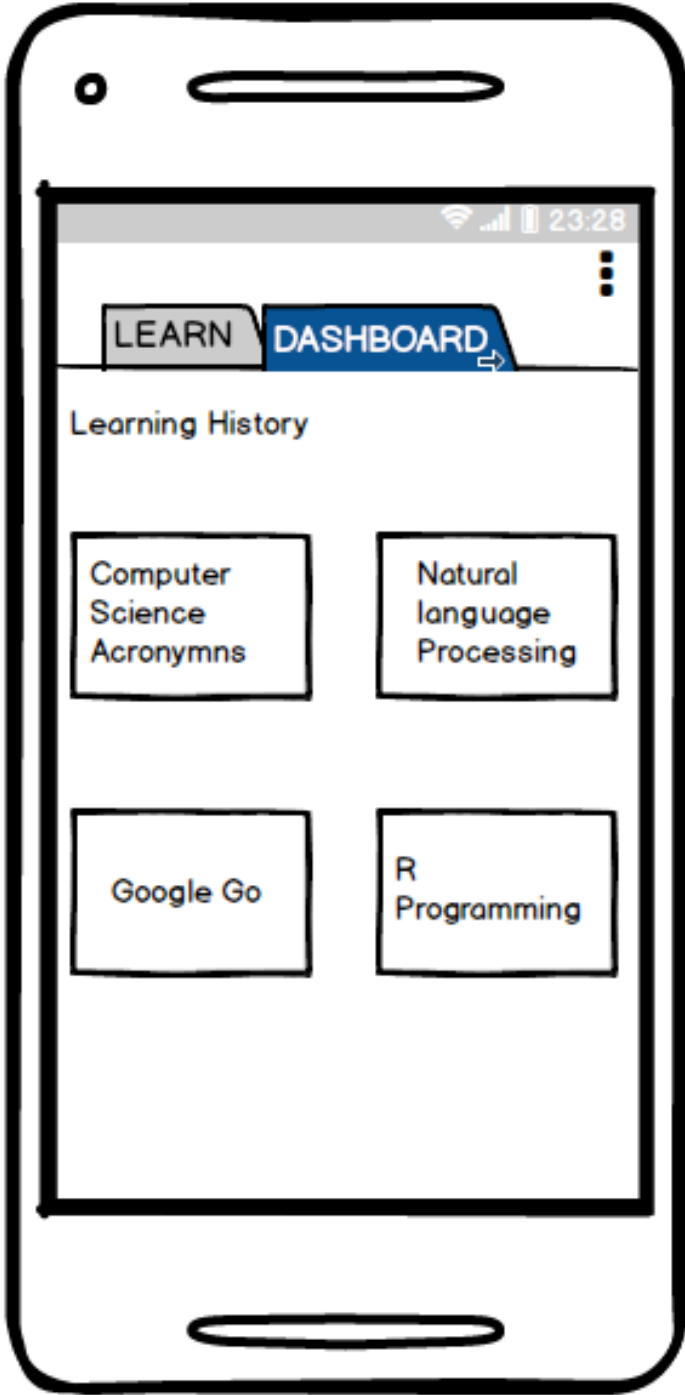 23:28
LEARN
DASHBOARD
Learning History
Computer
Science
Acronymns
Natural
language
Processing
Google Go
R
Programming